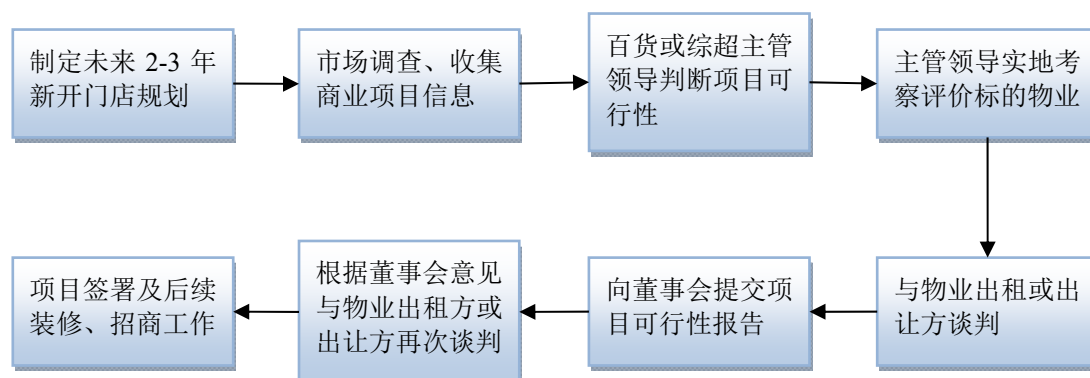 制定未来 2-3 年
新开门店规划
市场调查、收集
商业项目信息
百货或综超主管
领导判断项目可
行性
主管领导实地考
察评价标的物业
与物业出租或出
让方谈判
向董事会提交项
目可行性报告
根据董事会意见
与物业出租方或
出让方再次谈判
项目签署及后续
装修、招商工作